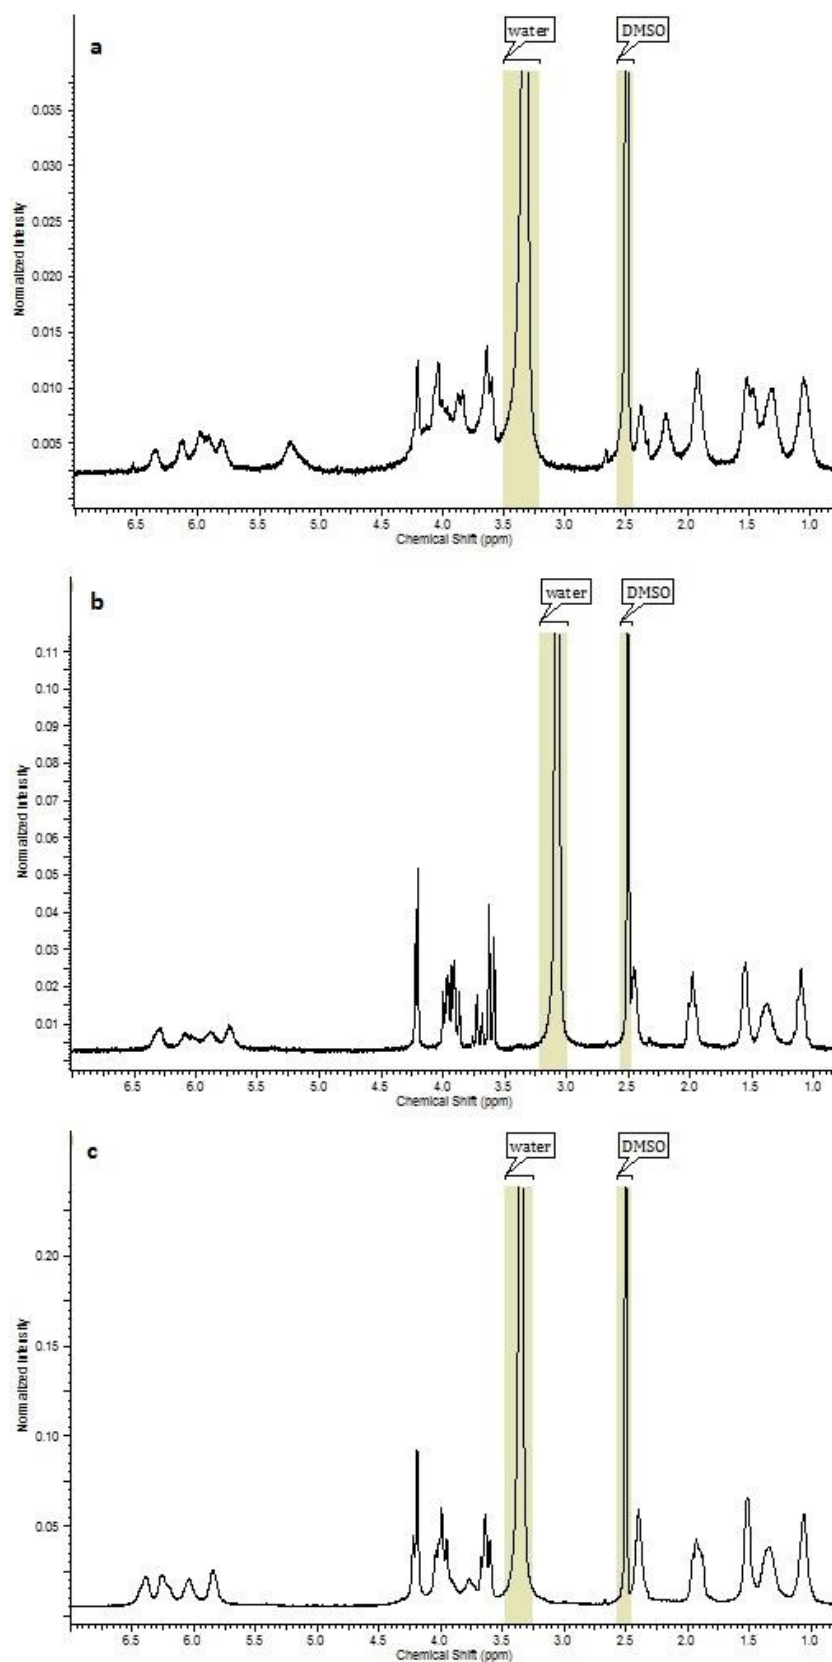 a
water
DMSO
0.035
0.030
0.025
0.020
0.015
0.010
0.005
Normalized Intensity
6.5 6.0 5.5 5.0 4.5 4.0 3.5 3.0 2.5 2.0 1.5 1.0
Chemical Shift (ppm)
b
water
DMSO
0.11
0.10
0.09
0.08
0.07
0.06
0.05
0.04
0.03
0.02
0.01
Normalized Intensity
6.5 6.0 5.5 5.0 4.5 4.0 3.5 3.0 2.5 2.0 1.5 1.0
Chemical Shift (ppm)
c
water
DMSO
0.20
0.15
0.10
0.05
Normalized Intensity
6.5 6.0 5.5 5.0 4.5 4.0 3.5 3.0 2.5 2.0 1.5 1.0
Chemical Shift (ppm)